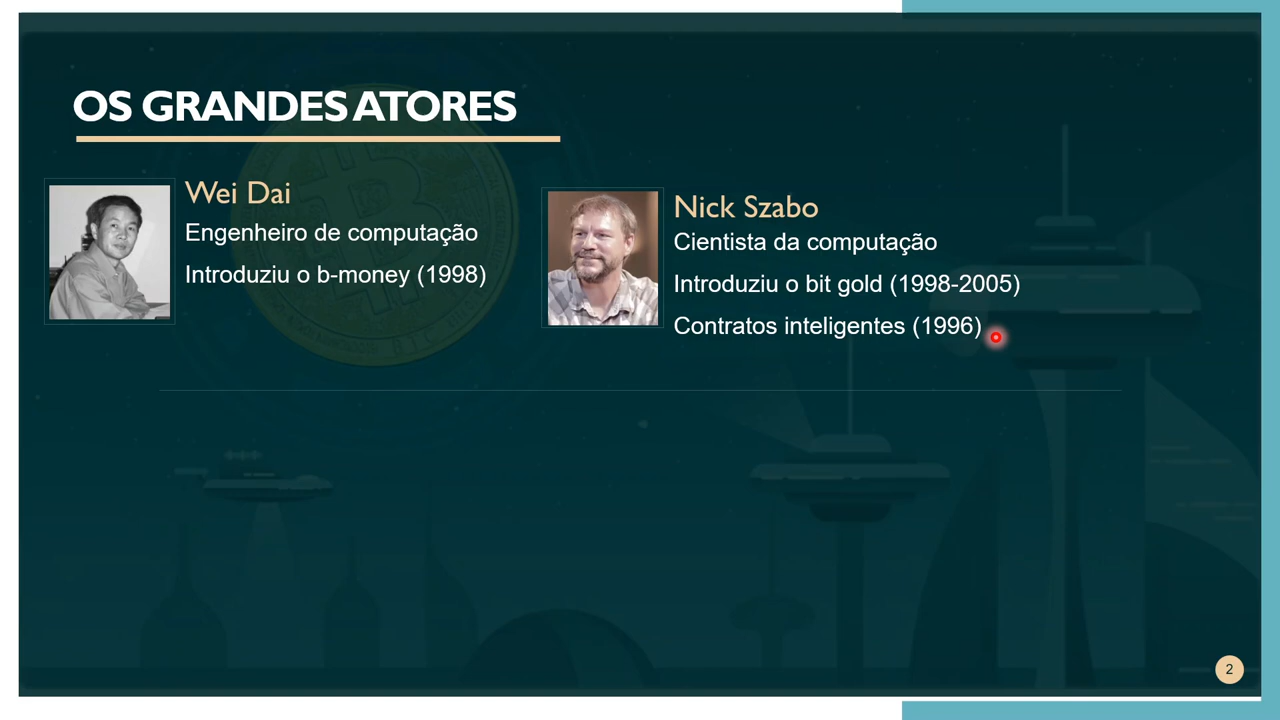 OS GRANDES ATORES
Wei Dai
Engenheiro de computação
Introduziu o b-money (1998)
Nick Szabo
Cientista da computação
Introduziu o bit gold (1998-2005)
Contratos inteligentes (1996)
2